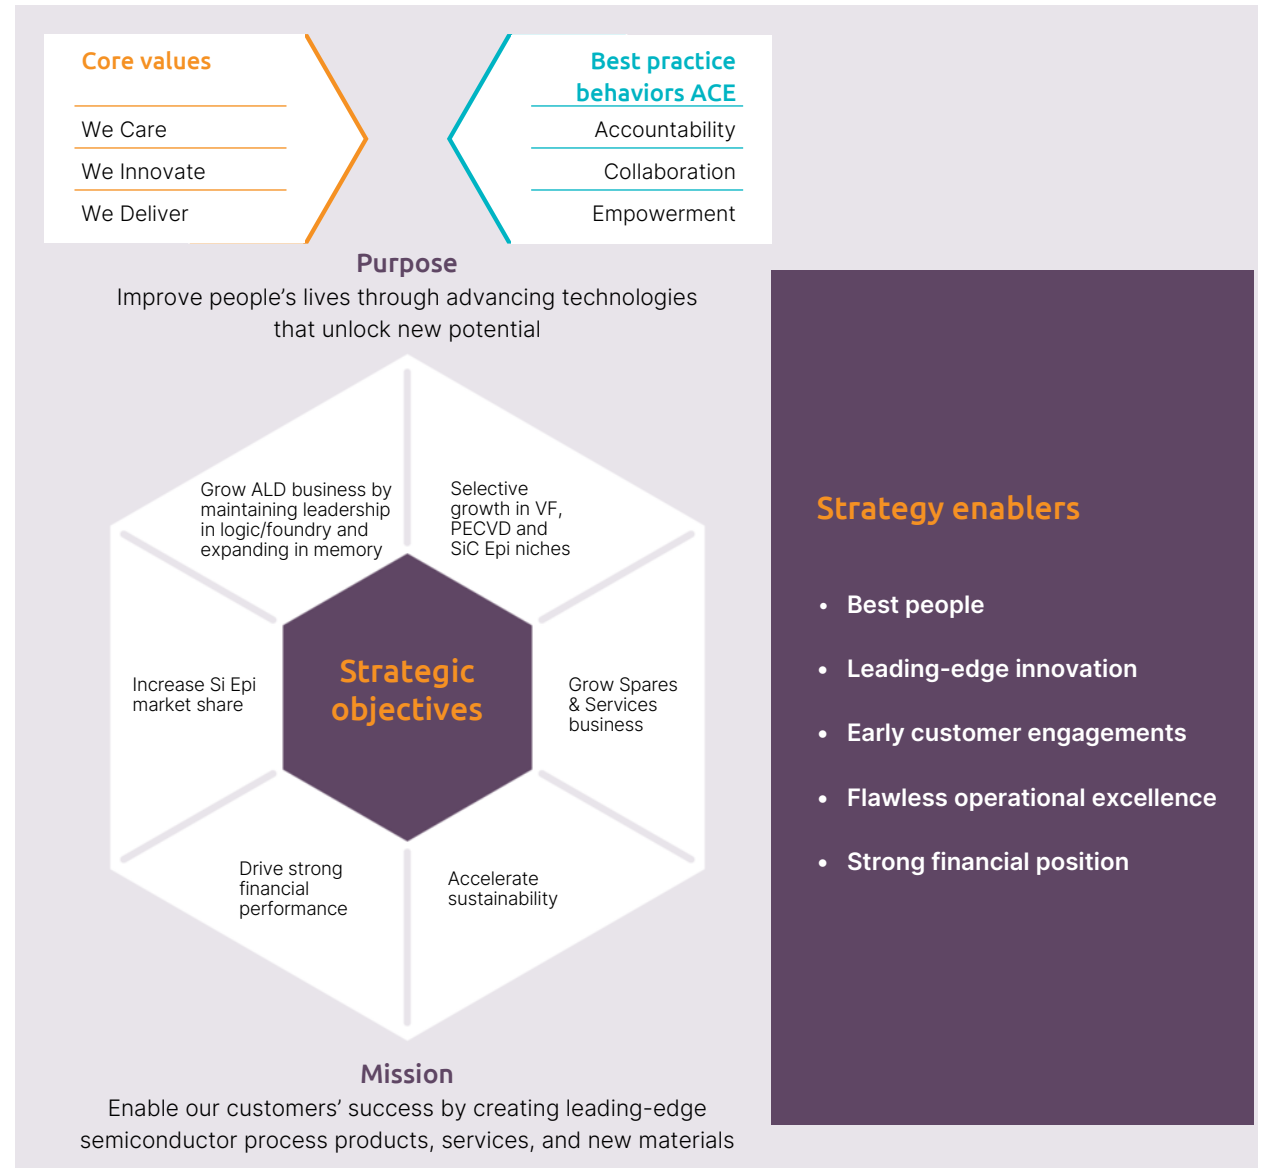 Core values
We Care
We Innovate
We Deliver
Best practice
behaviors ACE
Accountability
Collaboration
Empowerment
Purpose
Improve people’s lives through advancing technologies
that unlock new potential
Grow ALD business by
maintaining leadership
in logic/foundry and
expanding in memory
Selective
growth in VF,
PECVD and
SiC Epi niches
Increase Si Epi
market share
Strategic
objectives
Grow Spares
& Services
business
Drive strong
financial
performance
Accelerate
sustainability
Mission
Enable our customers’ success by creating leading-edge
semiconductor process products, services, and new materials
Strategy enablers
• Best people
• Leading-edge innovation
• Early customer engagements
• Flawless operational excellence
• Strong financial position